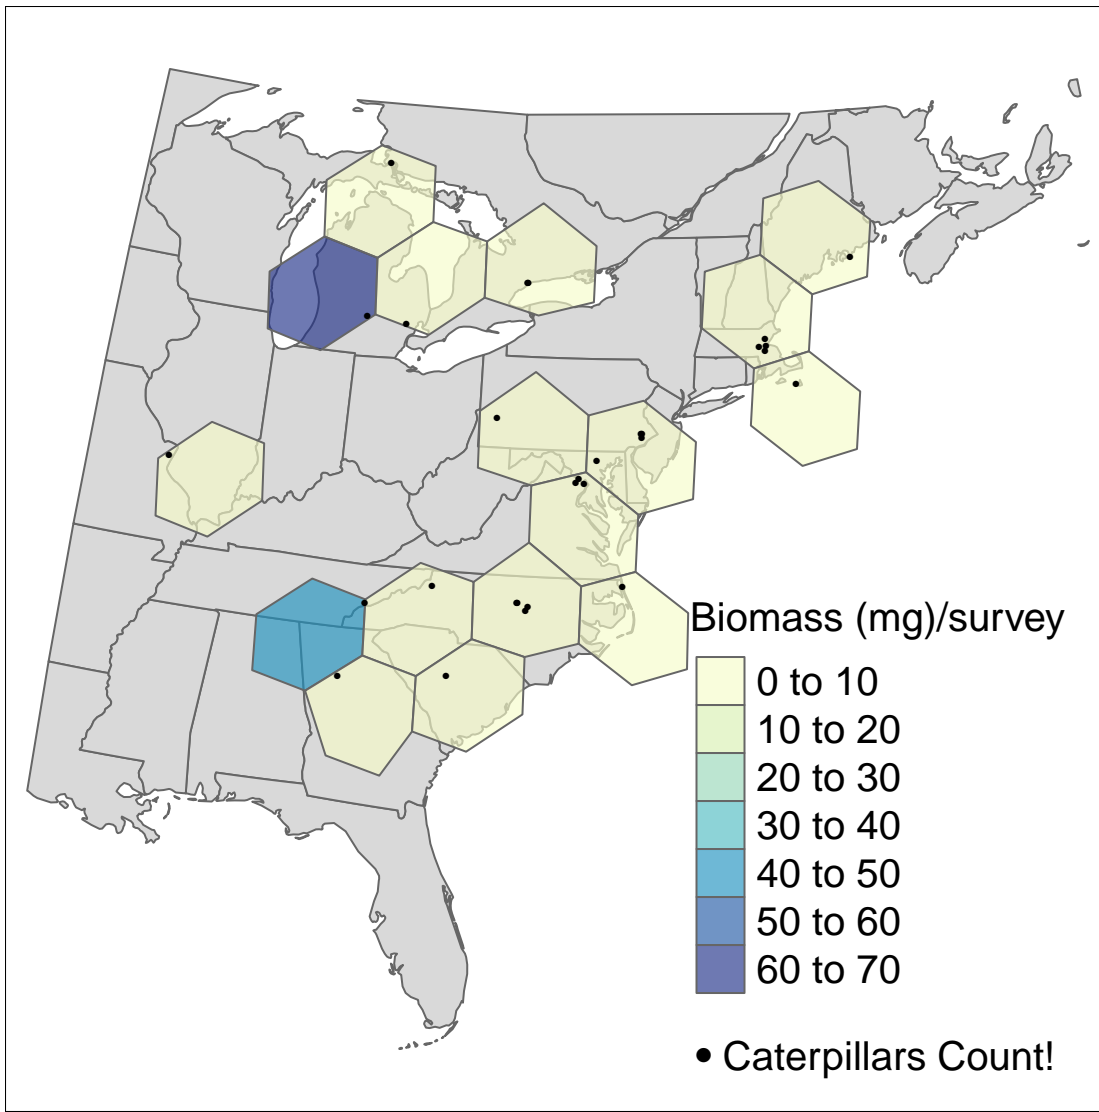 Biomass (mg)/survey
0 to 10
10 to 20
20 to 30
30 to 40
40 to 50
50 to 60
60 to 70
Caterpillars Count!